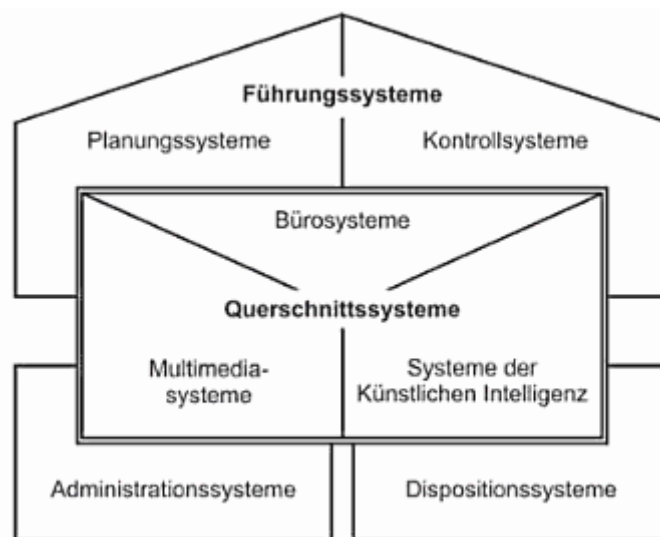 Führungssysteme
Planungssysteme
Kontrollsysteme
Bürosysteme
Querschnittssysteme
Multimedia-
systeme
Systeme der
Künstlichen Intelligenz
Administrationssysteme
Dispositionssysteme